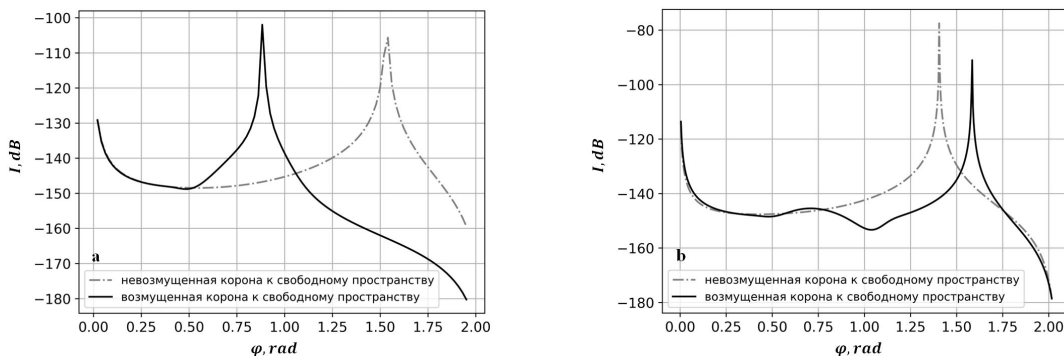 −100
−110
−120
−130
−140
−150
−160
−170
−180
I, dB
a
невозмущенная корона к свободному пространству
возмущенная корона к свободному пространству
0.00 0.25 0.50 0.75 1.00 1.25 1.50 1.75 2.00
φ, rad
−80
−100
−120
−140
−160
−180
I, dB
b
невозмущенная корона к свободному пространству
возмущенная корона к свободному пространству
0.00 0.25 0.50 0.75 1.00 1.25 1.50 1.75 2.00
φ, rad